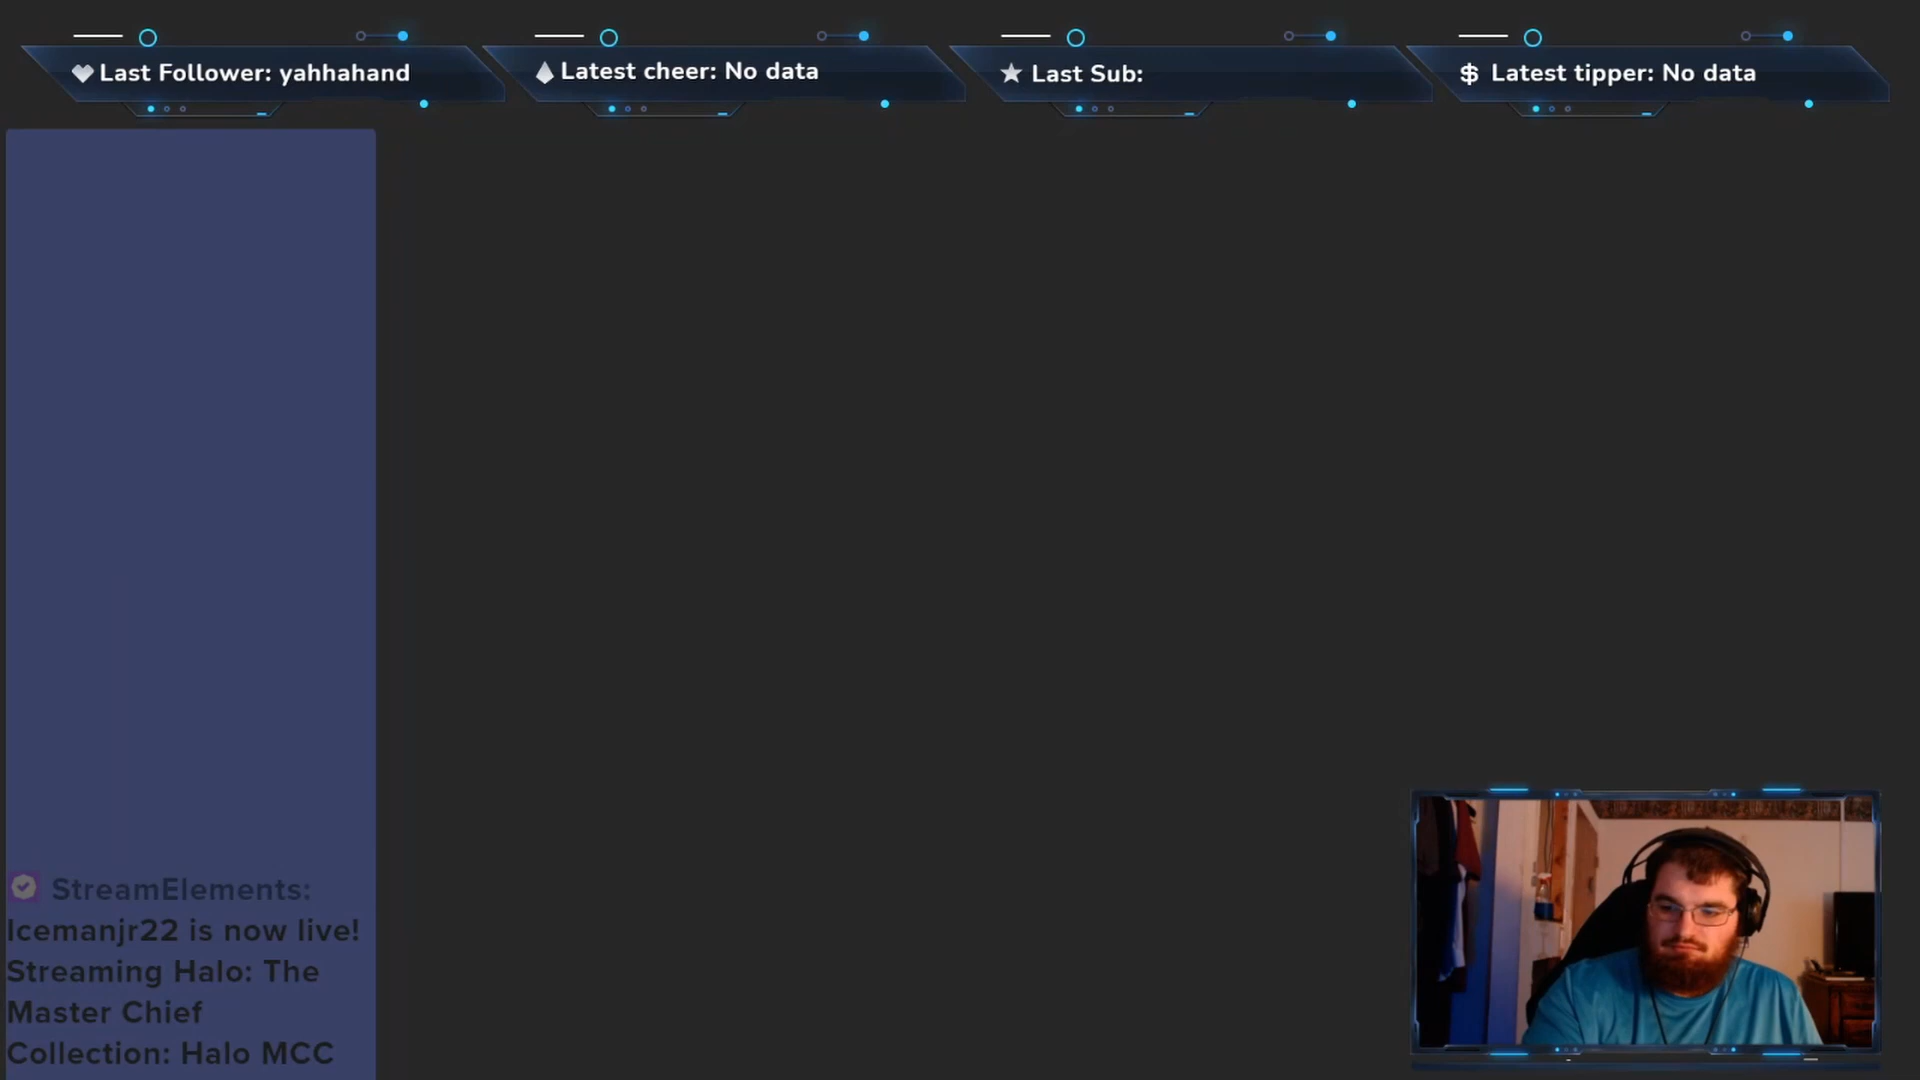 Last Follower: yahhahand
Latest cheer: No data
Last Sub:
Latest tipper: No data
StreamElements:
Icemanjr22 is now live!
Streaming Halo: The
Master Chief
Collection: Halo MCC